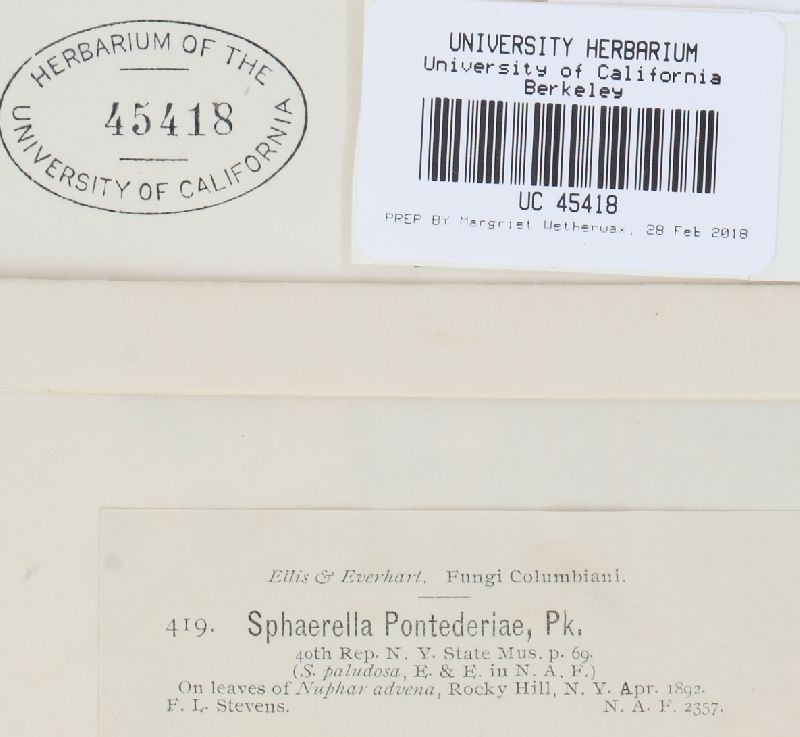 HERBARIUM OF THE
45418
UNIVERSITY OF CALIFORNIA
UNIVERSITY HERBARIUM
University of California
Berkeley
UC 45418
PREP BY Margriet Wetherwax, 28 Feb 2018
Ellis & Everhart. Fungi Columbiani.
419. Sphaerella Pontederiae, Pk.
40th Rep. N. Y. State Mus. p. 69.
(S. paludosa, E. & E. in N. A. F.)
On leaves of Nuphar advena, Rocky Hill, N. Y. Apr. 1892.
F. L. Stevens. N. A. F. 2357.